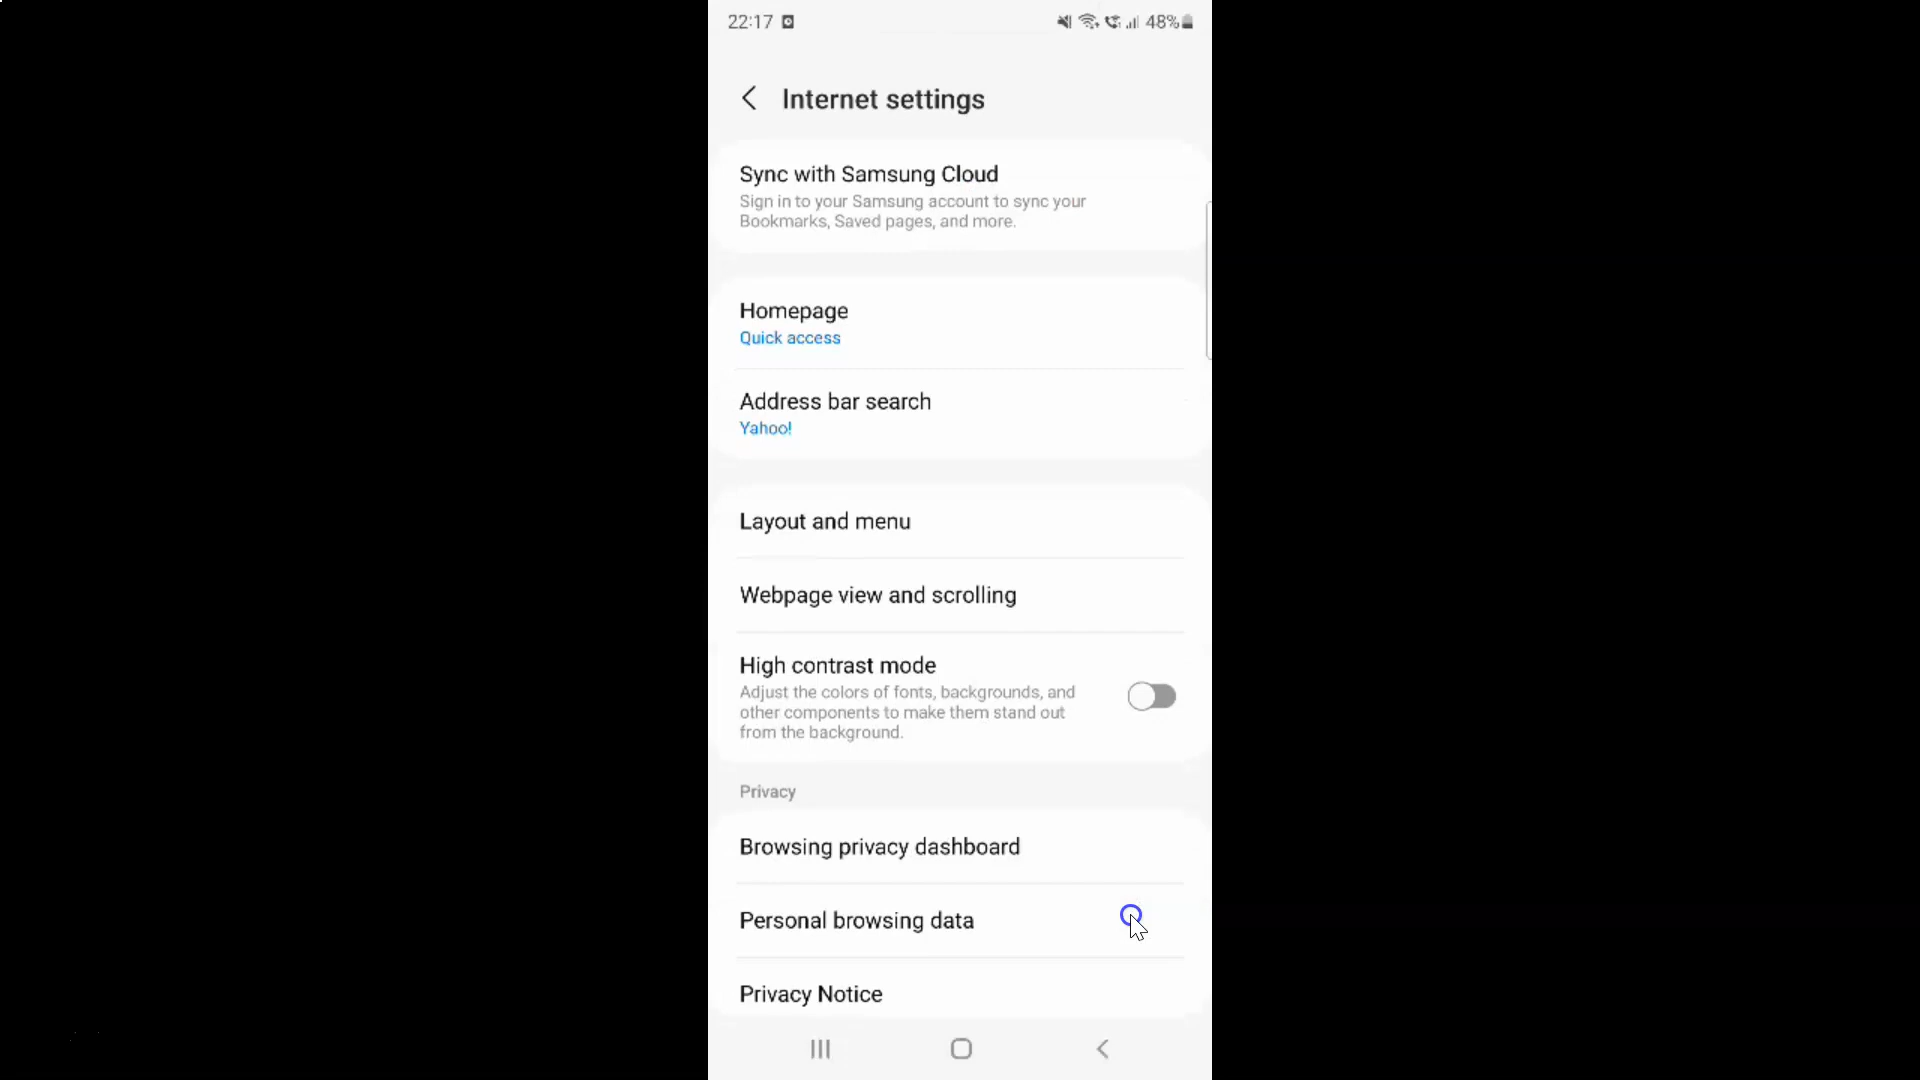 22:17
48%
Internet settings
Sync with Samsung Cloud
Sign in to your Samsung account to sync your
Bookmarks, Saved pages, and more.
Homepage
Quick access
Address bar search
Yahoo!
Layout and menu
Webpage view and scrolling
High contrast mode
Adjust the colors of fonts, backgrounds, and
other components to make them stand out
from the background.
Privacy
Browsing privacy dashboard
Personal browsing data
Privacy Notice